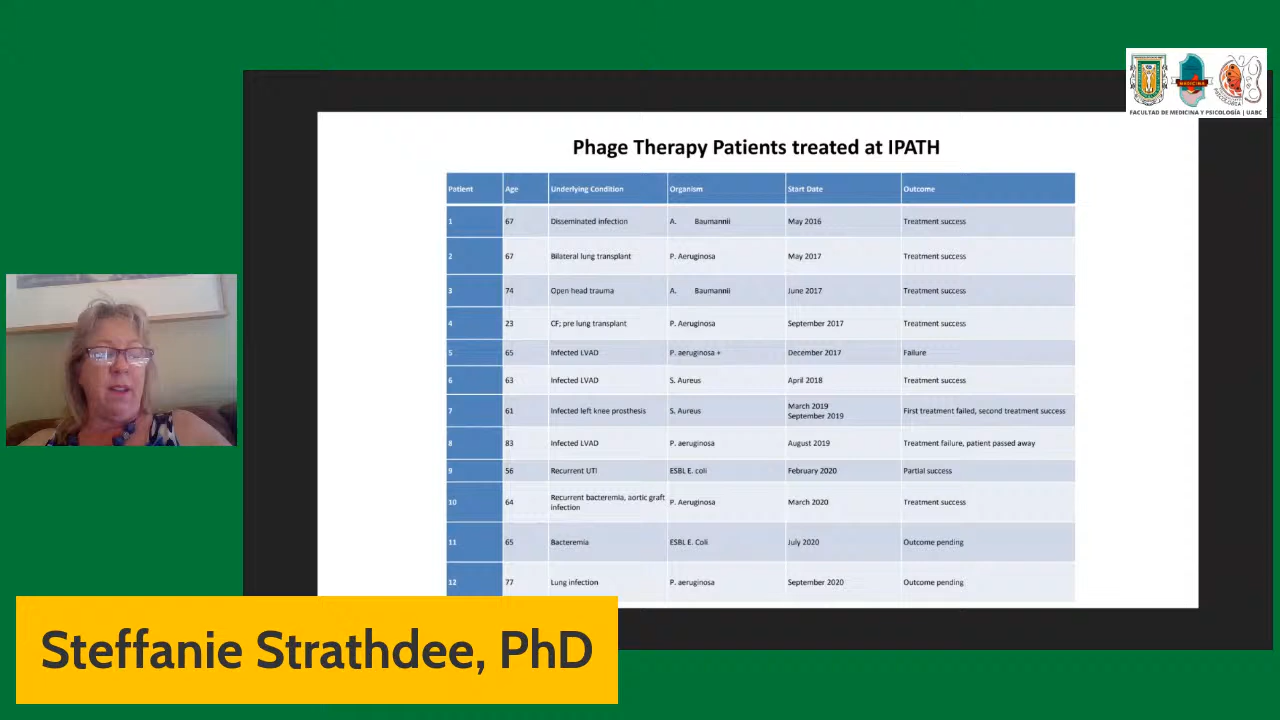 FACULTAD DE MEDICINA Y PSICOLOGÍA | UABC
Phage Therapy Patients treated at IPATH
Patient Age Underlying Condition Organism Start Date Outcome
1 67 Disseminated infection A. Baumannii May 2016 Treatment success
2 67 Bilateral lung transplant P. Aeruginosa May 2017 Treatment success
3 74 Open head trauma A. Baumannii June 2017 Treatment success
4 23 CF; pre lung transplant P. Aeruginosa September 2017 Treatment success
5 65 Infected LVAD P. aeruginosa + December 2017 Failure
6 63 Infected LVAD S. Aureus April 2018 Treatment success
7 61 Infected left knee prosthesis S. Aureus March 2019 First treatment failed, second treatment success
September 2019
8 83 Infected LVAD P. aeruginosa August 2019 Treatment failure, patient passed away
9 56 Recurrent UTI ESBL E. coli February 2020 Partial success
10 64 Recurrent bacteremia, aortic graft P. Aeruginosa March 2020 Treatment success
infection
11 65 Bacteremia ESBL E. Coli July 2020 Outcome pending
12 77 Lung infection P. aeruginosa September 2020 Outcome pending
Steffanie Strathdee, PhD